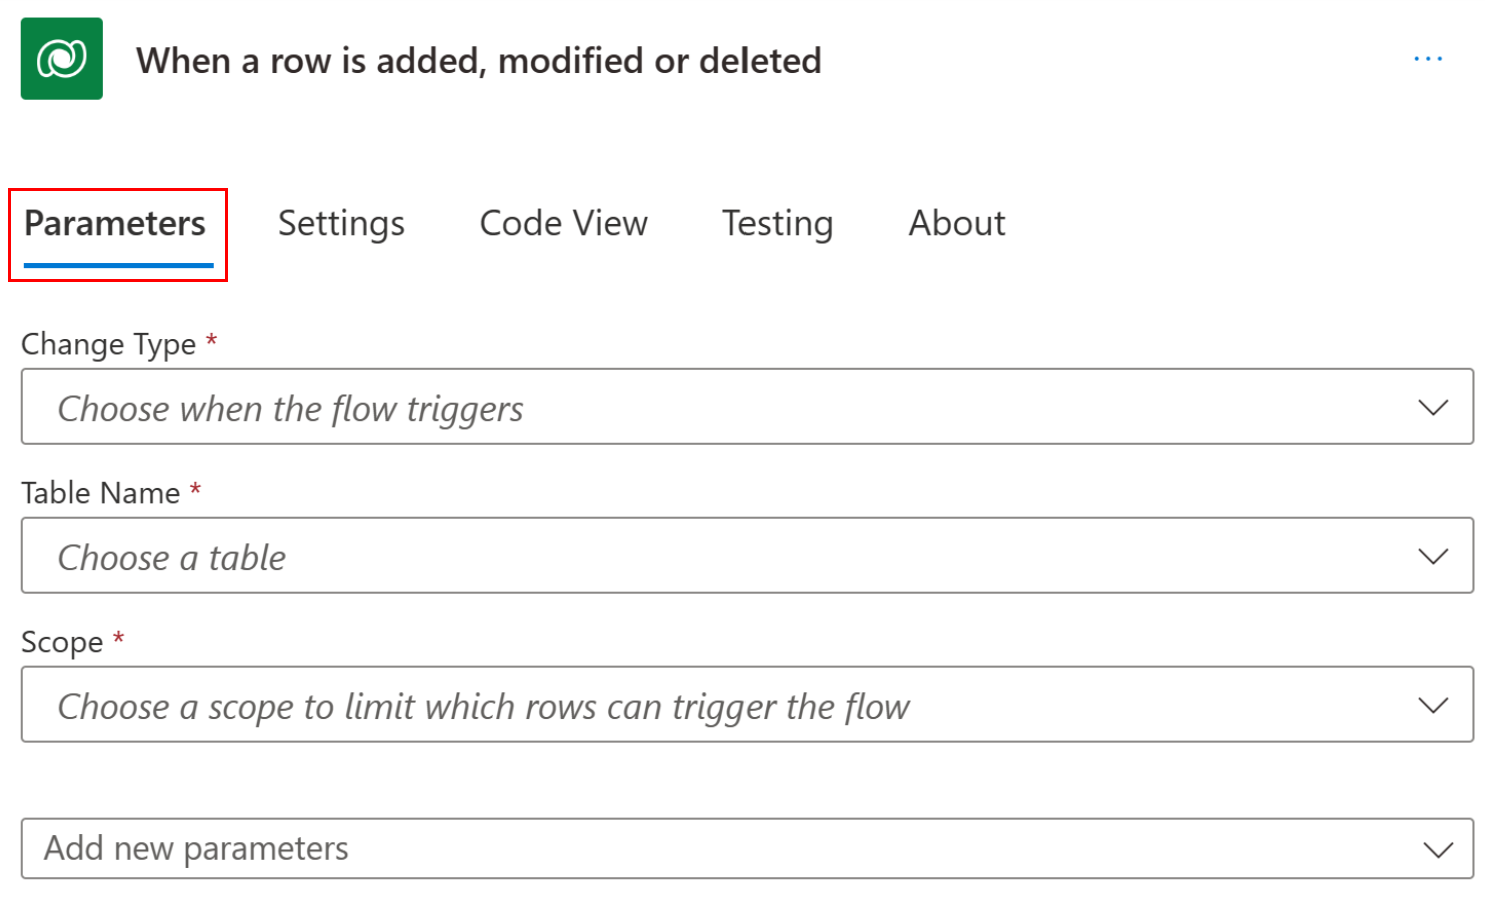 When a row is added, modified or deleted
...
Parameters Settings Code View Testing About
Change Type *
Choose when the flow triggers
Table Name *
Choose a table
Scope *
Choose a scope to limit which rows can trigger the flow
Add new parameters